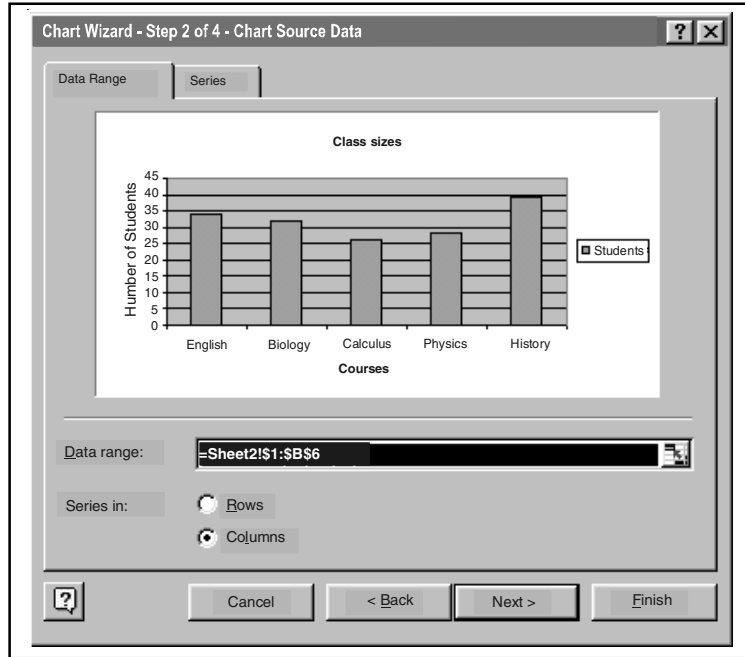 Chart Wizard - Step 2 of 4 - Chart Source Data
Data Range
Series
Class sizes
Humber of Students
45
40
35
30
25
20
15
10
5
0
English Biology Calculus Physics History
Courses
Students
Data range:
=Sheet2!$1:$B$6
Series in:
Rows
Columns
Cancel
< Back
Next >
Finish